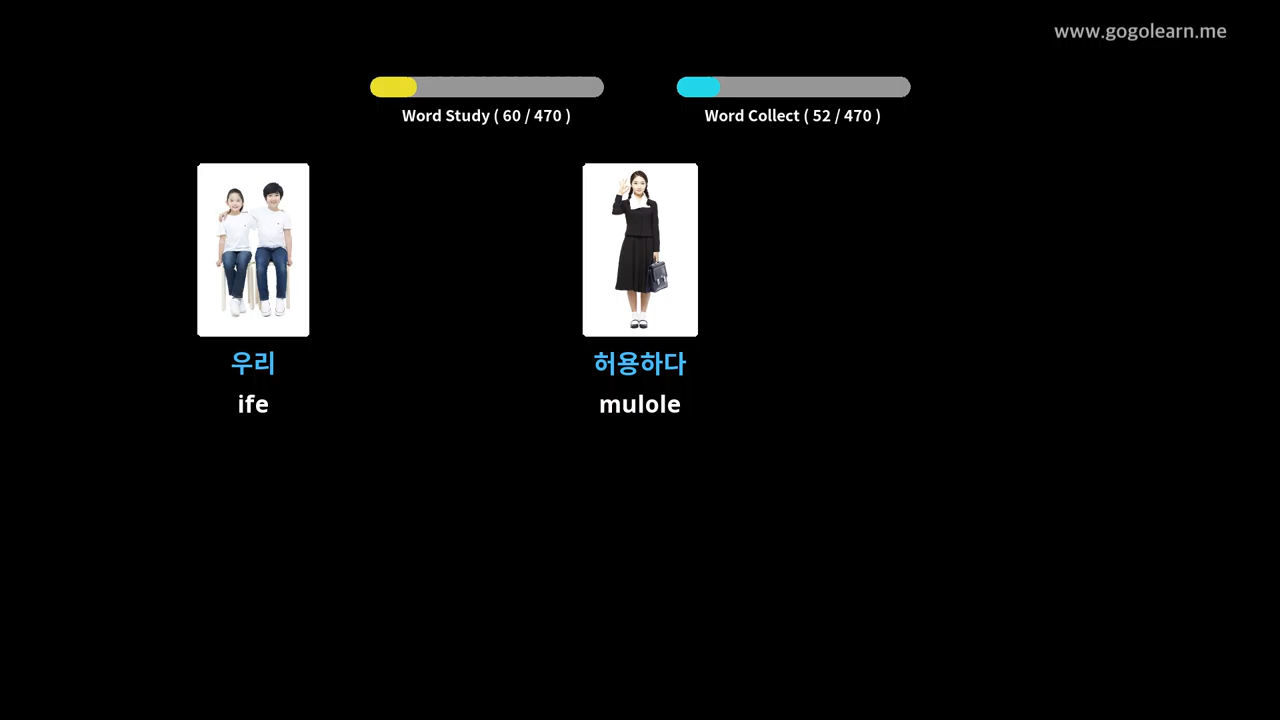 www.gogolearn.me
Word Study ( 60 / 470 )
Word Collect ( 52 / 470 )
우리
ife
허용하다
mulole